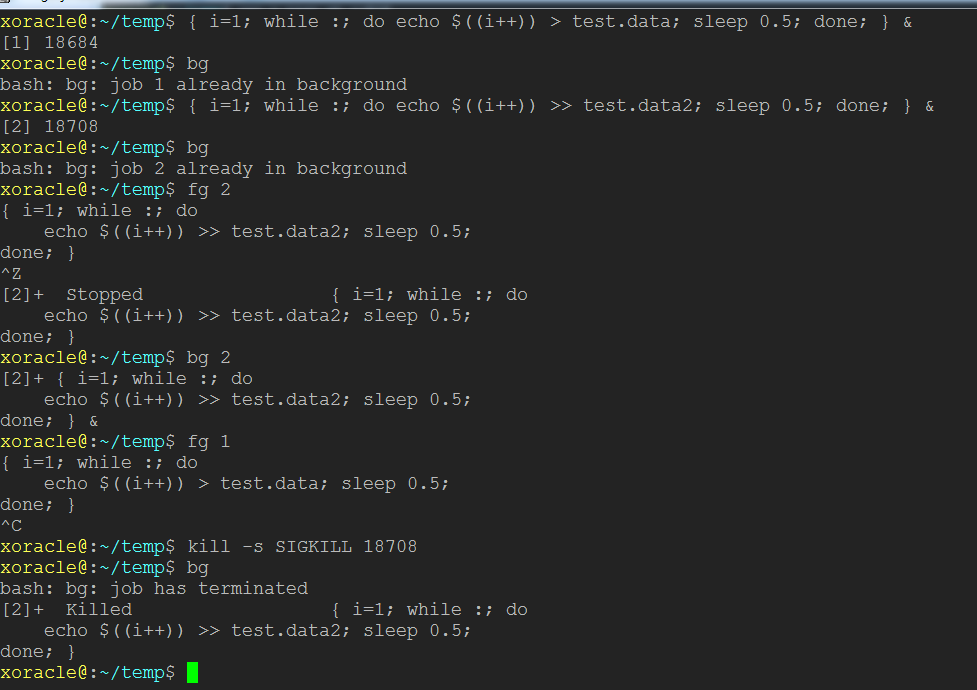 xoracle@:~/temp$ { i=1; while :; do echo $((i++)) > test.data; sleep 0.5; done; } &
[1] 18684
xoracle@:~/temp$ bg
bash: bg: job 1 already in background
xoracle@:~/temp$ { i=1; while :; do echo $((i++)) >> test.data2; sleep 0.5; done; } &
[2] 18708
xoracle@:~/temp$ bg
bash: bg: job 2 already in background
xoracle@:~/temp$ fg 2
{ i=1; while :; do
    echo $((i++)) >> test.data2; sleep 0.5;
done; }
^Z
[2]+  Stopped                 { i=1; while :; do
    echo $((i++)) >> test.data2; sleep 0.5;
done; }
xoracle@:~/temp$ bg 2
[2]+ { i=1; while :; do
    echo $((i++)) >> test.data2; sleep 0.5;
done; } &
xoracle@:~/temp$ fg 1
{ i=1; while :; do
    echo $((i++)) > test.data; sleep 0.5;
done; }
^C
xoracle@:~/temp$ kill -s SIGKILL 18708
xoracle@:~/temp$ bg
bash: bg: job has terminated
[2]+  Killed                  { i=1; while :; do
    echo $((i++)) >> test.data2; sleep 0.5;
done; }
xoracle@:~/temp$